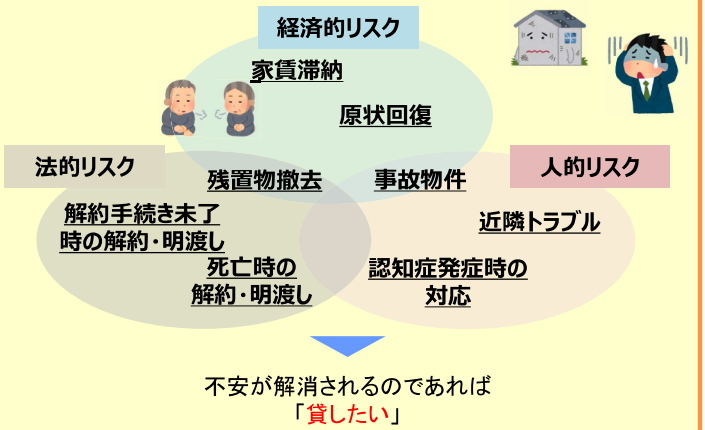 経済的リスク
家賃滞納
原状回復
法的リスク
人的リスク
残置物撤去
事故物件
解約手続き未了
時の解約・明渡し
近隣トラブル
死亡時の
解約・明渡し
認知症発症時の
対応
不安が解消されるのであれば
「貸したい」